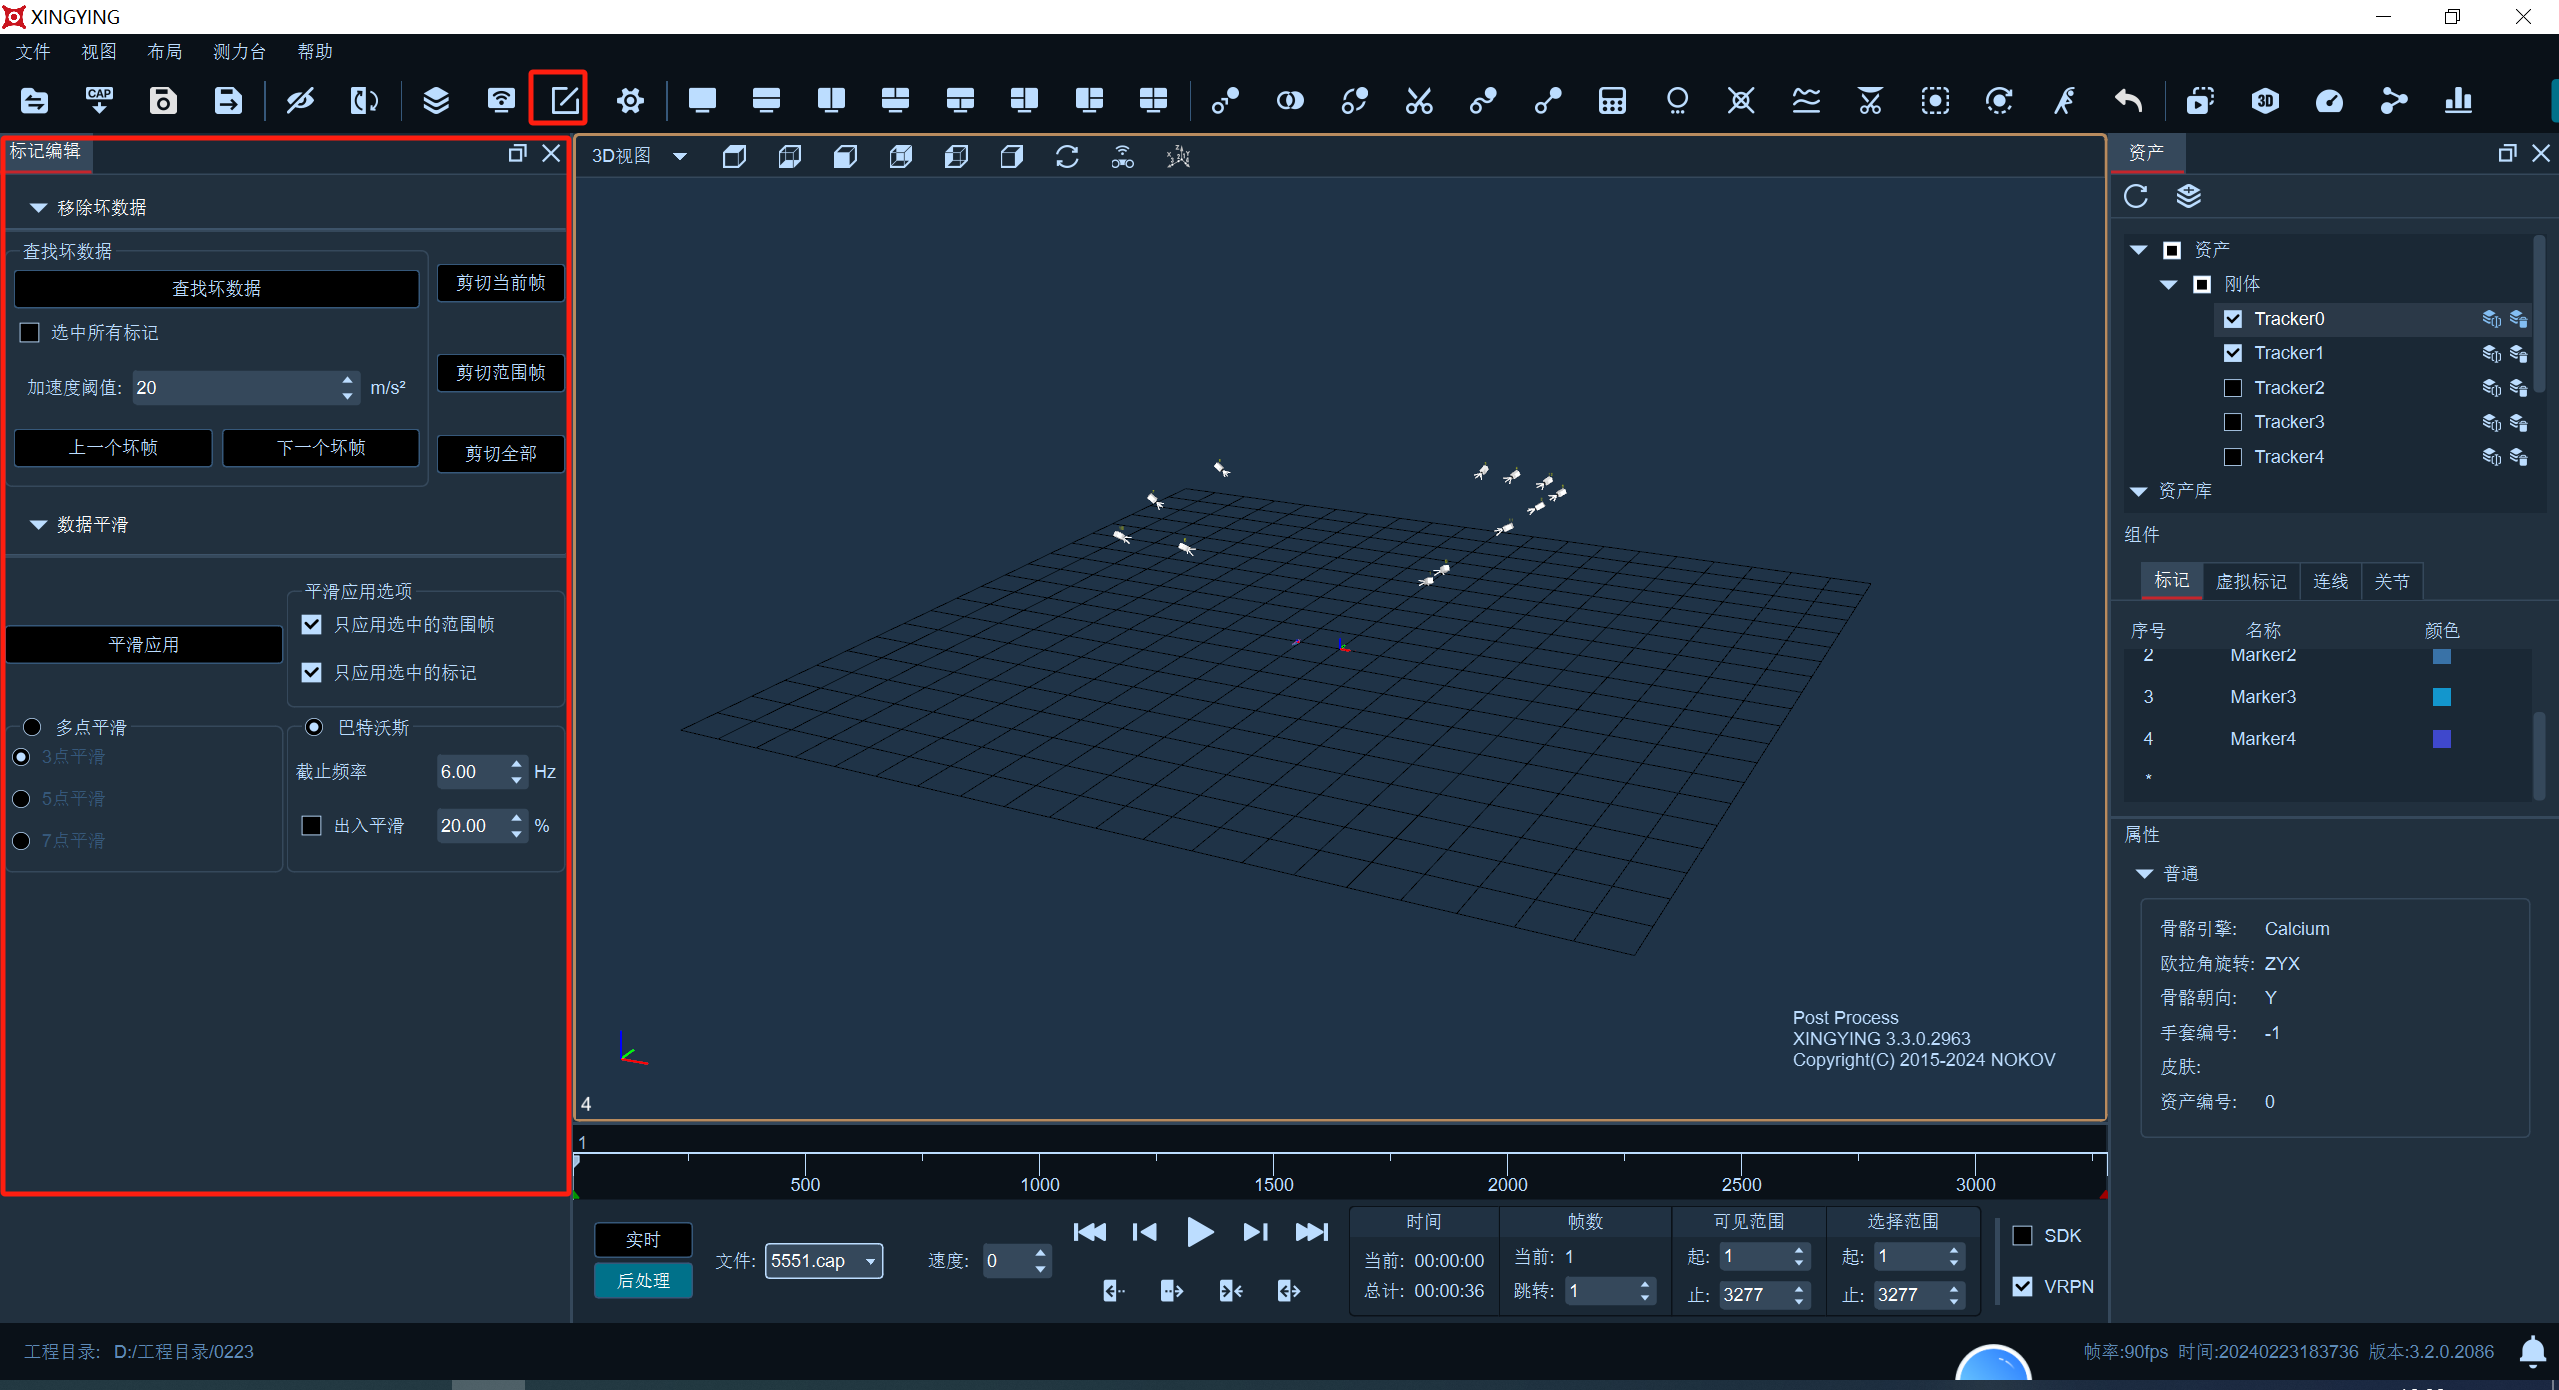 XINGYING
文件 视图 布局 测力台 帮助
CAP
3D
标记编辑
移除坏数据
查找坏数据
查找坏数据
剪切当前帧
选中所有标记
剪切范围帧
加速度阈值: 20 m/s²
上一个坏帧 下一个坏帧
剪切全部
数据平滑
平滑应用选项
只应用选中的范围帧
平滑应用
只应用选中的标记
多点平滑
巴特沃斯
3点平滑
截止频率 6.00 Hz
5点平滑
出入平滑 20.00 %
7点平滑
3D视图
Post Process
XINGYING 3.3.0.2963
Copyright(C) 2015-2024 NOKOV
4
1
500 1000 1500 2000 2500 3000
实时
后处理
文件: 5551.cap
速度: 0
时间 帧数 可见范围 选择范围
当前: 00:00:00 当前: 1 起: 1 起: 1
总计: 00:00:36 跳转: 1 止: 3277 止: 3277
SDK
VRPN
资产
资产
刚体
Tracker0
Tracker1
Tracker2
Tracker3
Tracker4
资产库
组件
标记 虚拟标记 连线 关节
序号 名称 颜色
2 Marker2
3 Marker3
4 Marker4
*
属性
普通
骨骼引擎: Calcium
欧拉角旋转: ZYX
骨骼朝向: Y
手套编号: -1
皮肤:
资产编号: 0
工程目录: D:/工程目录/0223
帧率:90fps 时间:20240223183736 版本:3.2.0.2086